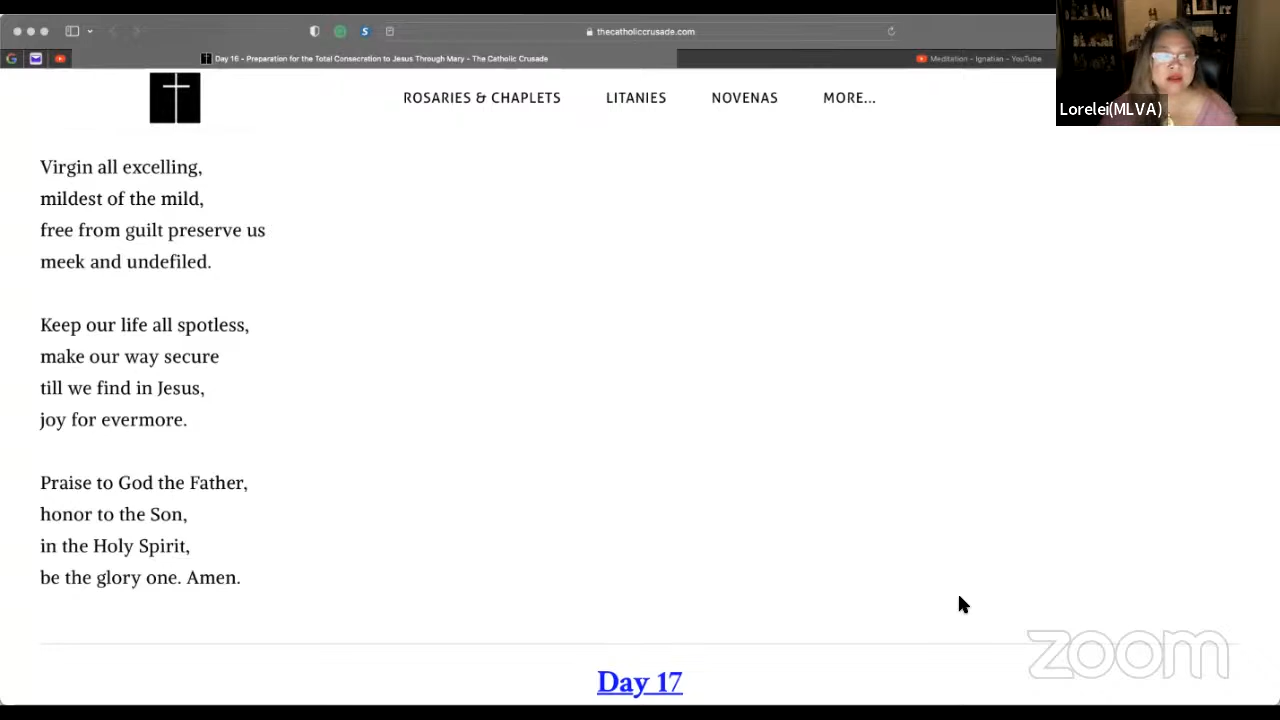 thecatholiccrusade.com
Day 16 - Preparation for the Total Consecration to Jesus Through Mary - The Catholic Crusade
Meditation - Ignatian - YouTube
ROSARIES & CHAPLETS
LITANIES
NOVENAS
MORE...
Lorelei(MLVA)
Virgin all excelling,
mildest of the mild,
free from guilt preserve us
meek and undefiled.
Keep our life all spotless,
make our way secure
till we find in Jesus,
joy for evermore.
Praise to God the Father,
honor to the Son,
in the Holy Spirit,
be the glory one. Amen.
zoom
Day 17